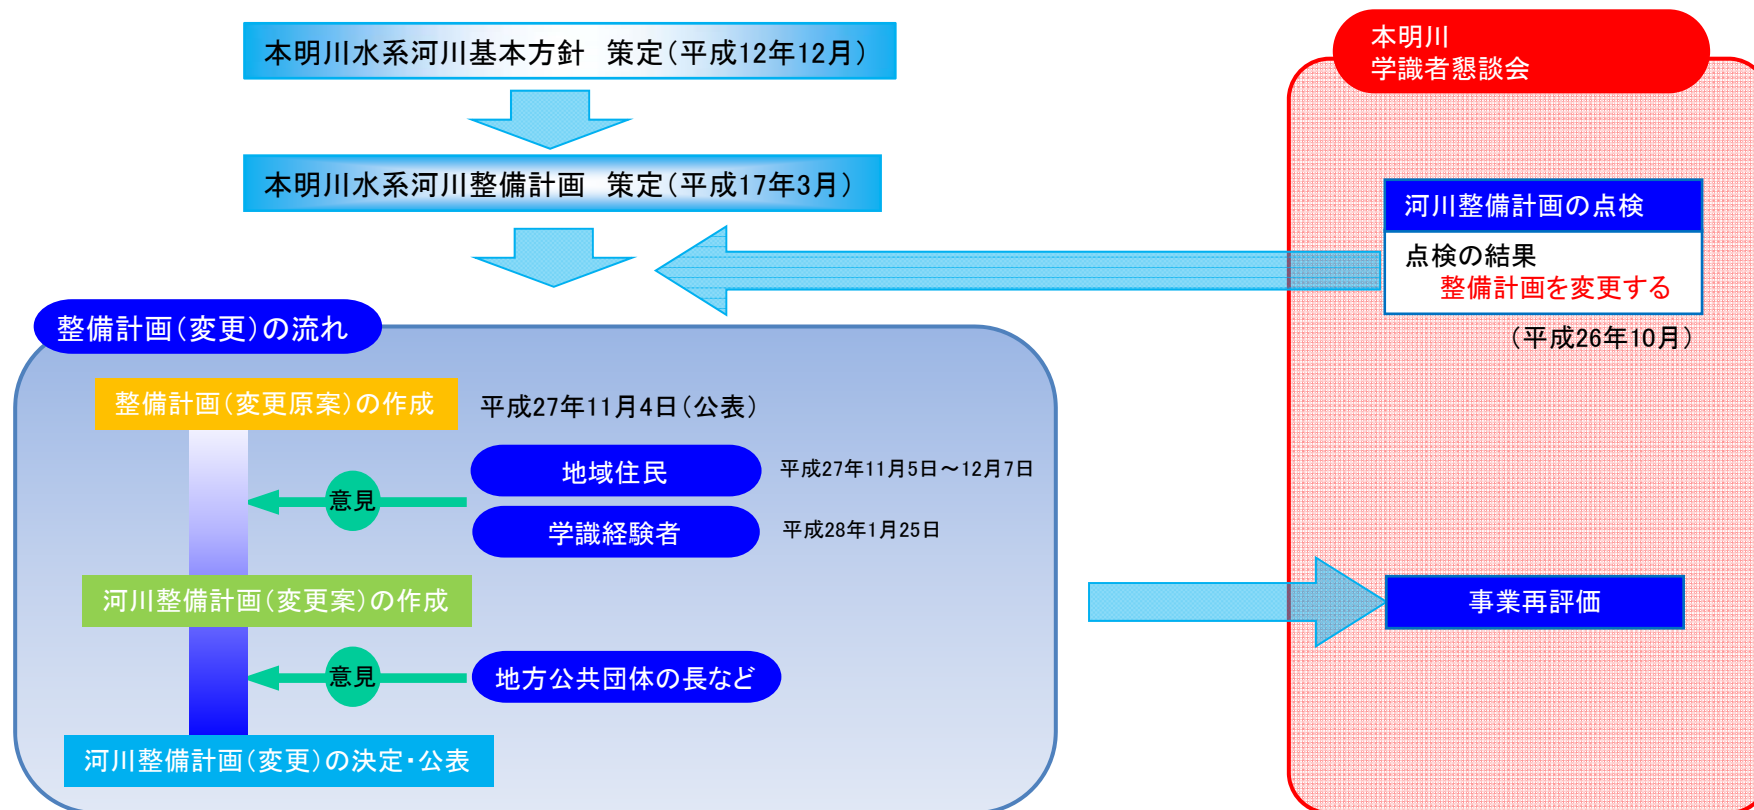 本明川水系河川基本方針　策定(平成12年12月)
本明川水系河川整備計画　策定(平成17年3月)
本明川
学識者懇談会
河川整備計画の点検
点検の結果
整備計画を変更する
(平成26年10月)
整備計画(変更)の流れ
整備計画(変更原案)の作成
平成27年11月4日(公表)
地域住民
平成27年11月5日～12月7日
意見
学識経験者
平成28年1月25日
河川整備計画(変更案)の作成
事業再評価
意見
地方公共団体の長など
河川整備計画(変更)の決定・公表